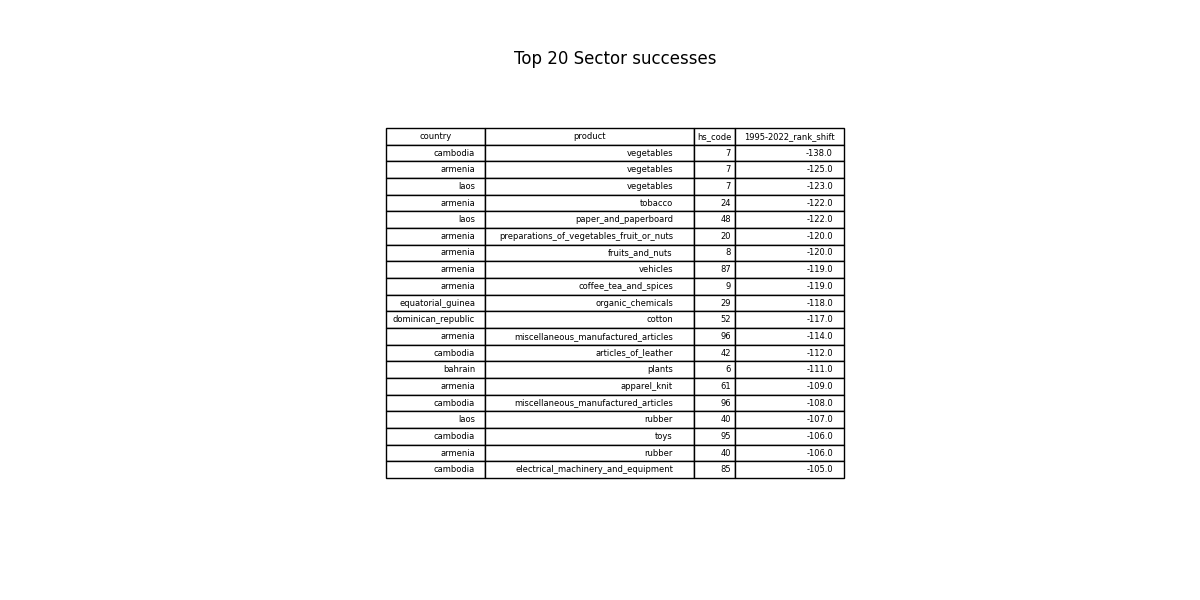 Top 20 Sector successes
country product hs_code 1995-2022_rank_shift
cambodia vegetables 7 -138.0
armenia vegetables 7 -125.0
laos vegetables 7 -123.0
armenia tobacco 24 -122.0
laos paper_and_paperboard 48 -122.0
armenia preparations_of_vegetables_fruit_or_nuts 20 -120.0
armenia fruits_and_nuts 8 -120.0
armenia vehicles 87 -119.0
armenia coffee_tea_and_spices 9 -119.0
equatorial_guinea organic_chemicals 29 -118.0
dominican_republic cotton 52 -117.0
armenia miscellaneous_manufactured_articles 96 -114.0
cambodia articles_of_leather 42 -112.0
bahrain plants 6 -111.0
armenia apparel_knit 61 -109.0
cambodia miscellaneous_manufactured_articles 96 -108.0
laos rubber 40 -107.0
cambodia toys 95 -106.0
armenia rubber 40 -106.0
cambodia electrical_machinery_and_equipment 85 -105.0